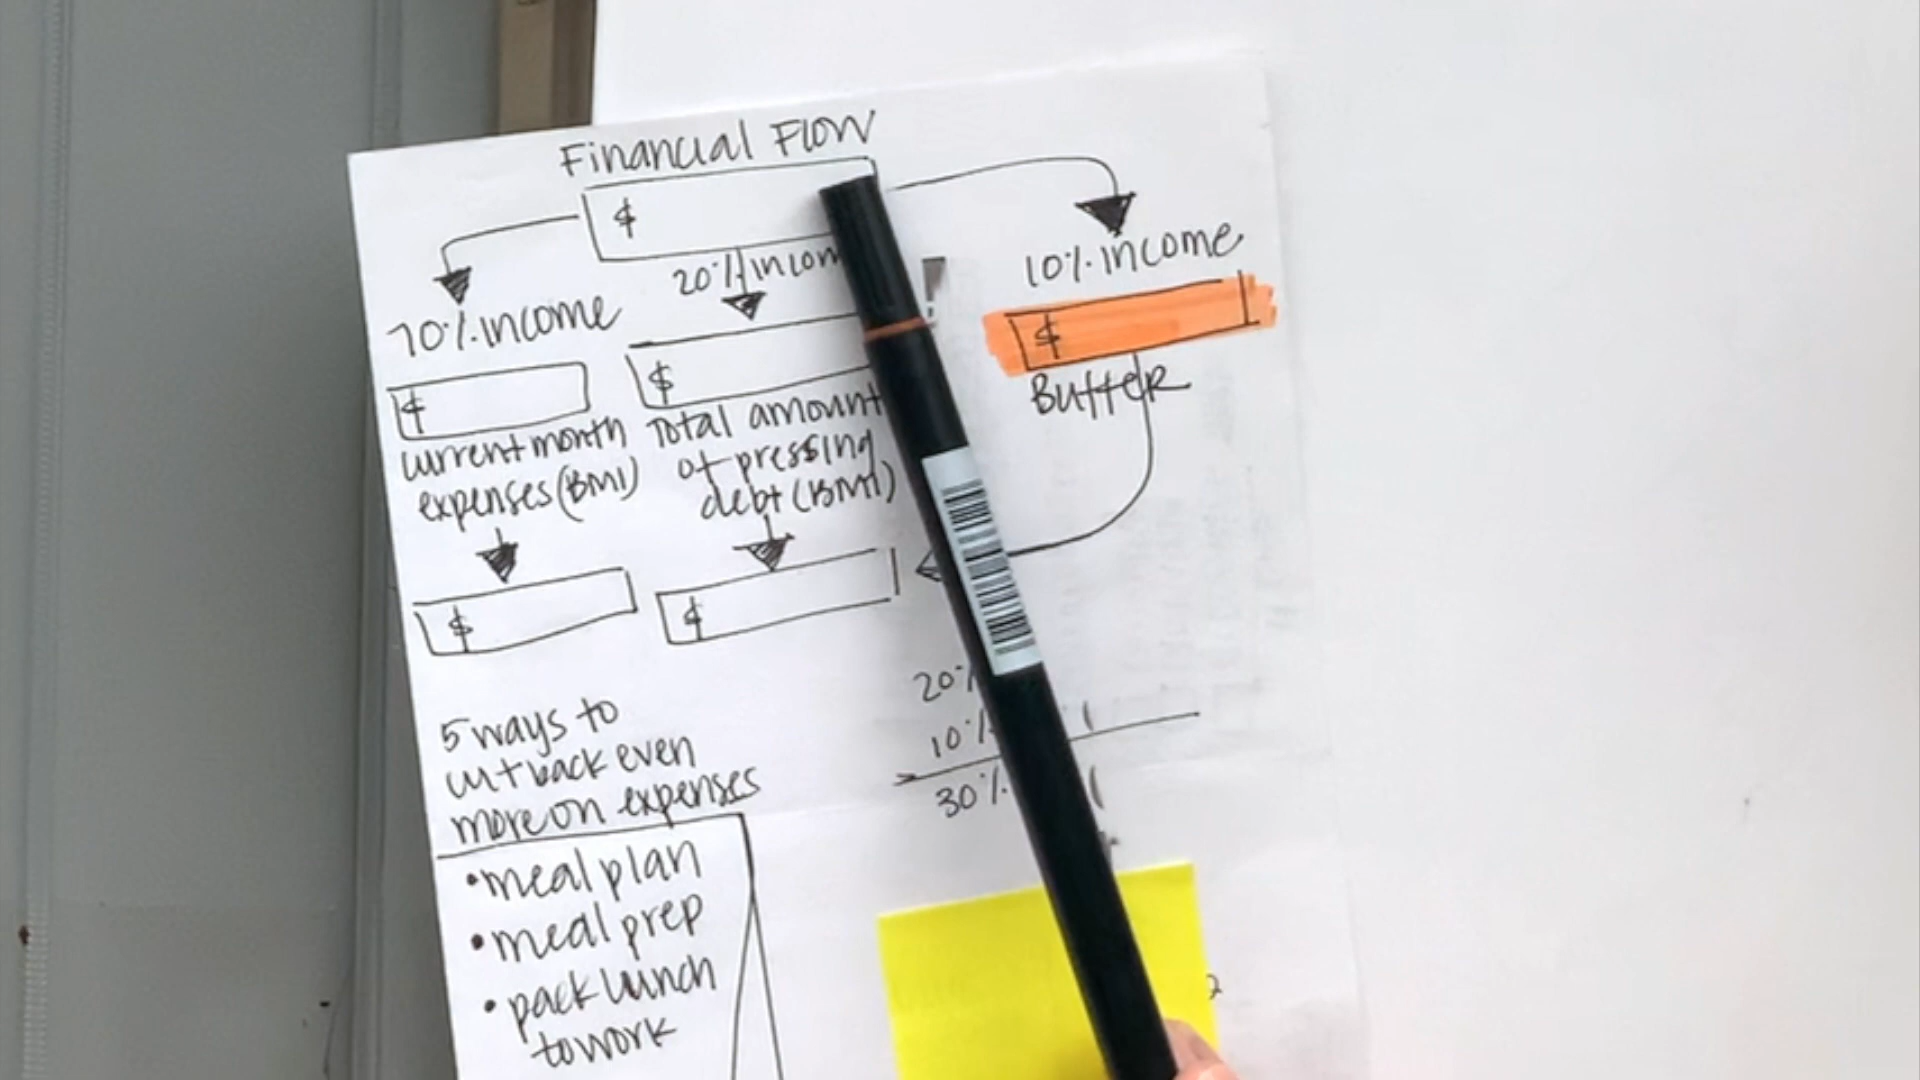 Financial Flow
$
20% incom
10% income
70% income
$
$
$
Buffer
current month
expenses (BMI)
Total amount
of pressing
debt (BMI)
$
$
20%
10%
30%
5 ways to
cut back even
more on expenses
• meal plan
• meal prep
• pack lunch
to work